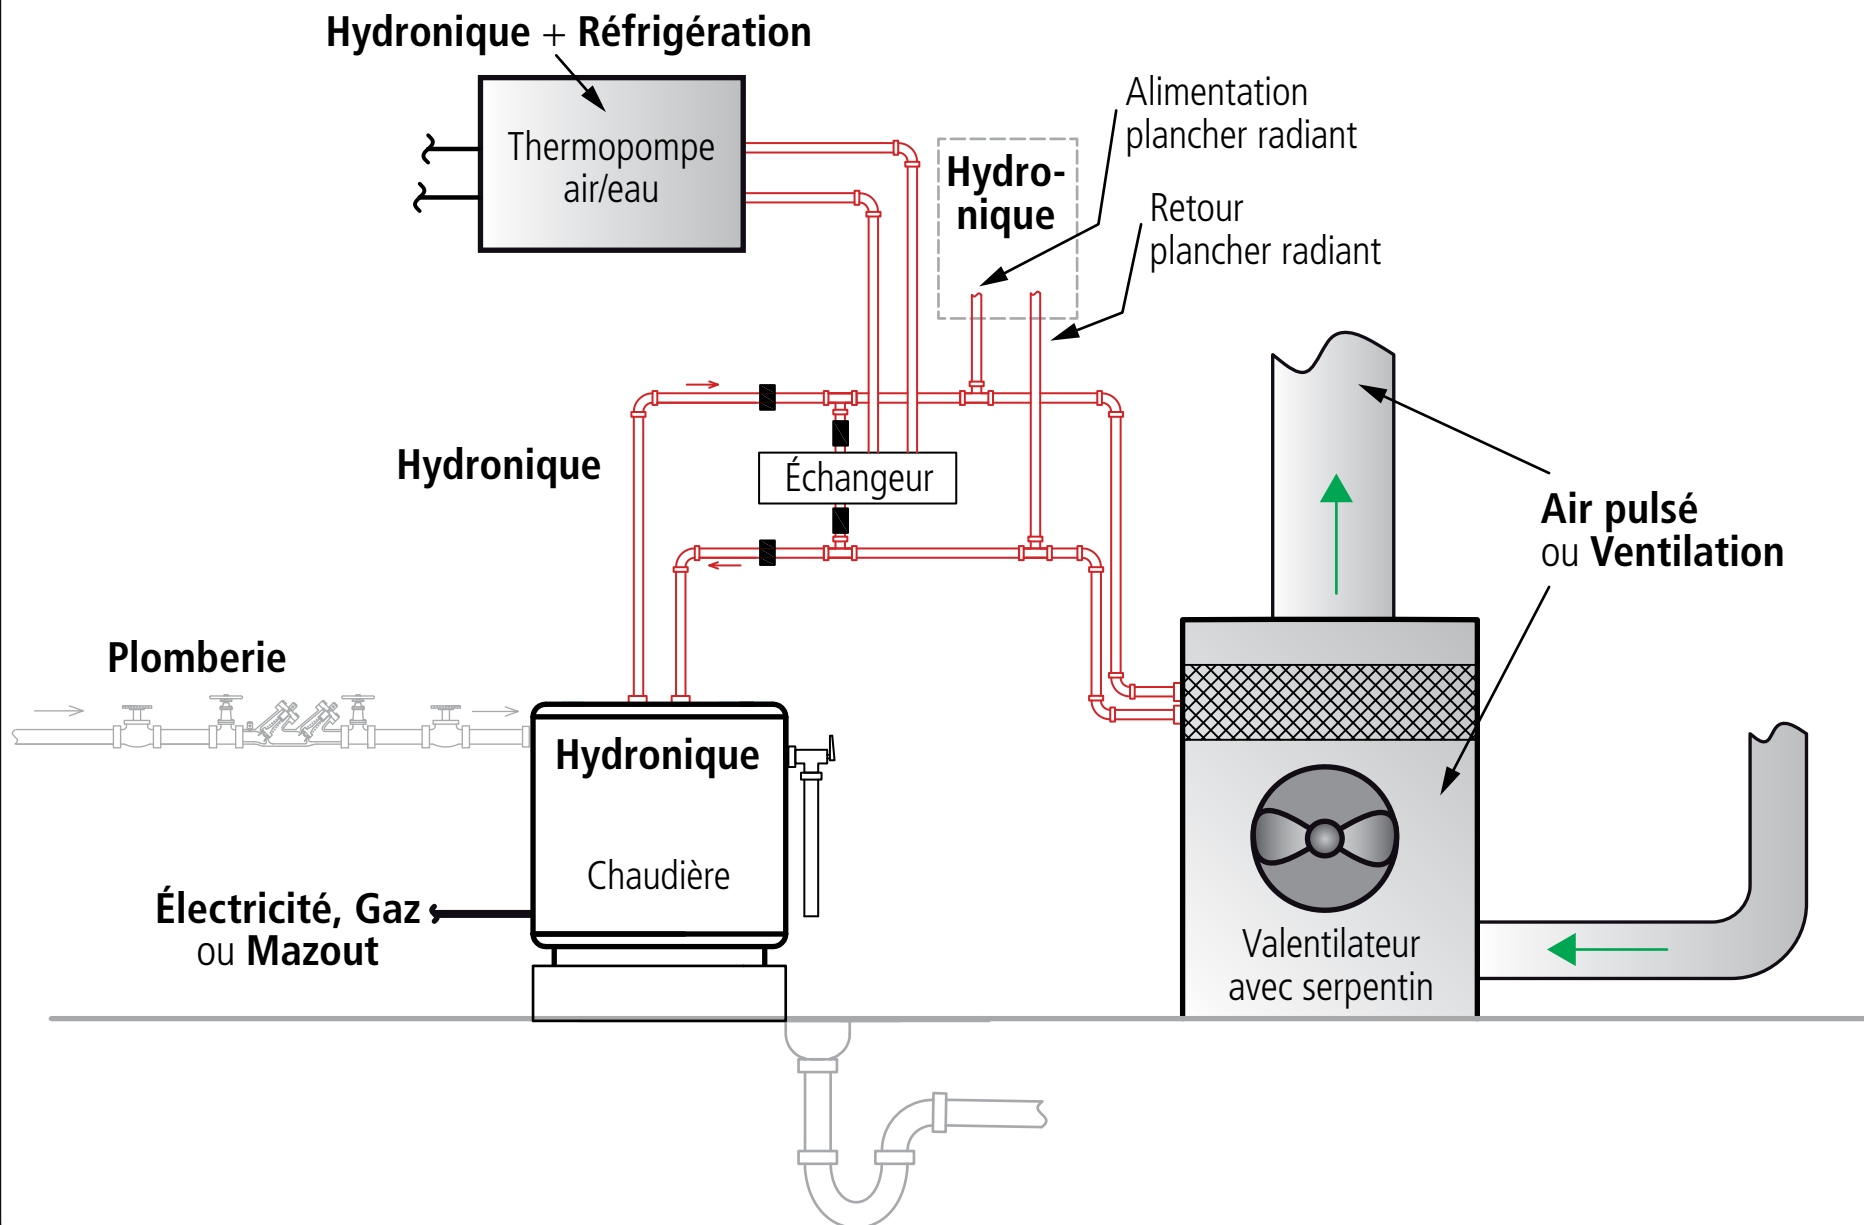 Hydronique + Réfrigération
Thermopompe
air/eau
Hydro-
nique
Alimentation
plancher radiant
Retour
plancher radiant
Hydronique
Échangeur
Air pulsé
ou Ventilation
Plomberie
Hydronique
Chaudière
Électricité, Gaz
ou Mazout
Valentilateur
avec serpentin